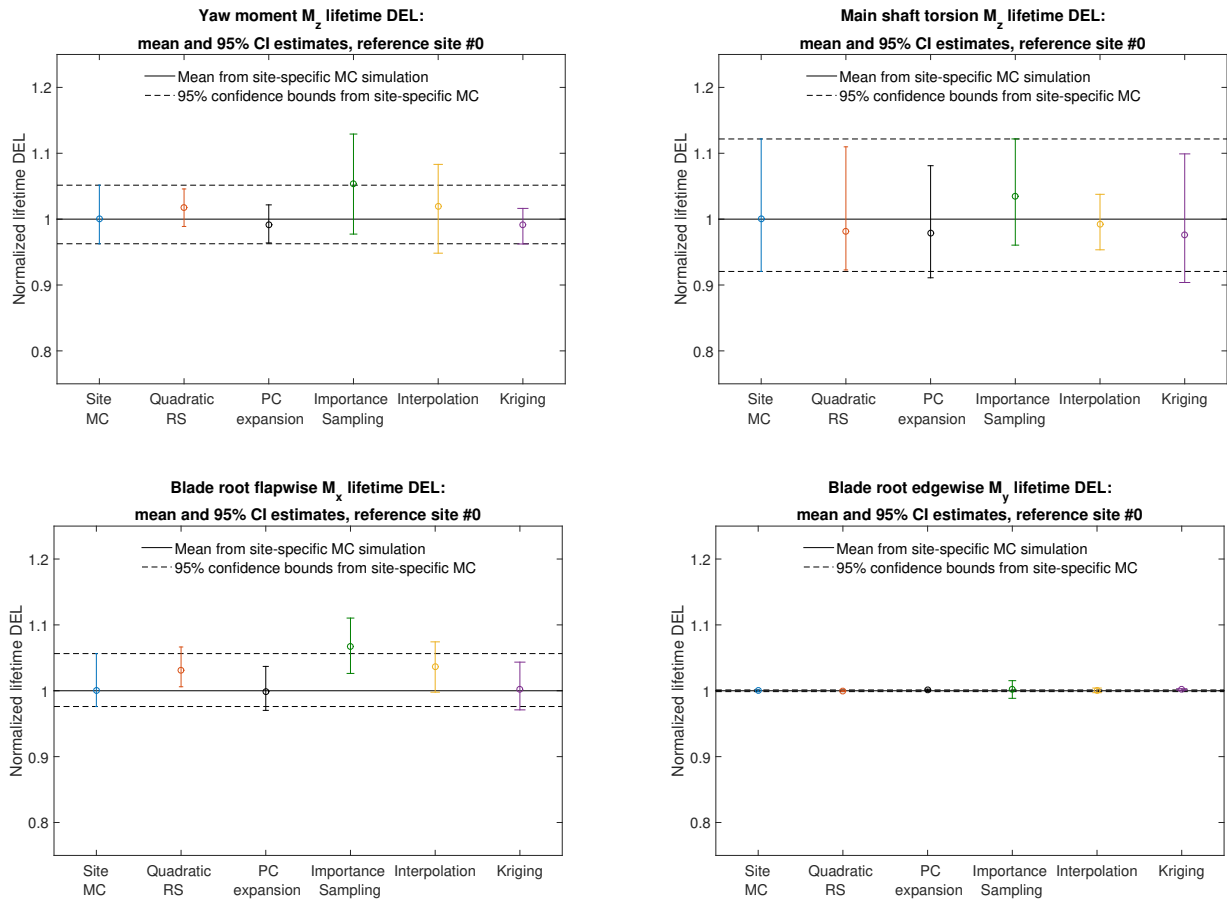 Yaw moment Mz lifetime DEL:
mean and 95% CI estimates, reference site #0
Mean from site-specific MC simulation
95% confidence bounds from site-specific MC
Normalized lifetime DEL
1.2
1.1
1
0.9
0.8
Site MC
Quadratic RS
PC expansion
Importance Sampling
Interpolation
Kriging
Main shaft torsion Mz lifetime DEL:
mean and 95% CI estimates, reference site #0
Mean from site-specific MC simulation
95% confidence bounds from site-specific MC
Normalized lifetime DEL
1.2
1.1
1
0.9
0.8
Site MC
Quadratic RS
PC expansion
Importance Sampling
Interpolation
Kriging
Blade root flapwise Mx lifetime DEL:
mean and 95% CI estimates, reference site #0
Mean from site-specific MC simulation
95% confidence bounds from site-specific MC
Normalized lifetime DEL
1.2
1.1
1
0.9
0.8
Site MC
Quadratic RS
PC expansion
Importance Sampling
Interpolation
Kriging
Blade root edgewise My lifetime DEL:
mean and 95% CI estimates, reference site #0
Mean from site-specific MC simulation
95% confidence bounds from site-specific MC
Normalized lifetime DEL
1.2
1.1
1
0.9
0.8
Site MC
Quadratic RS
PC expansion
Importance Sampling
Interpolation
Kriging